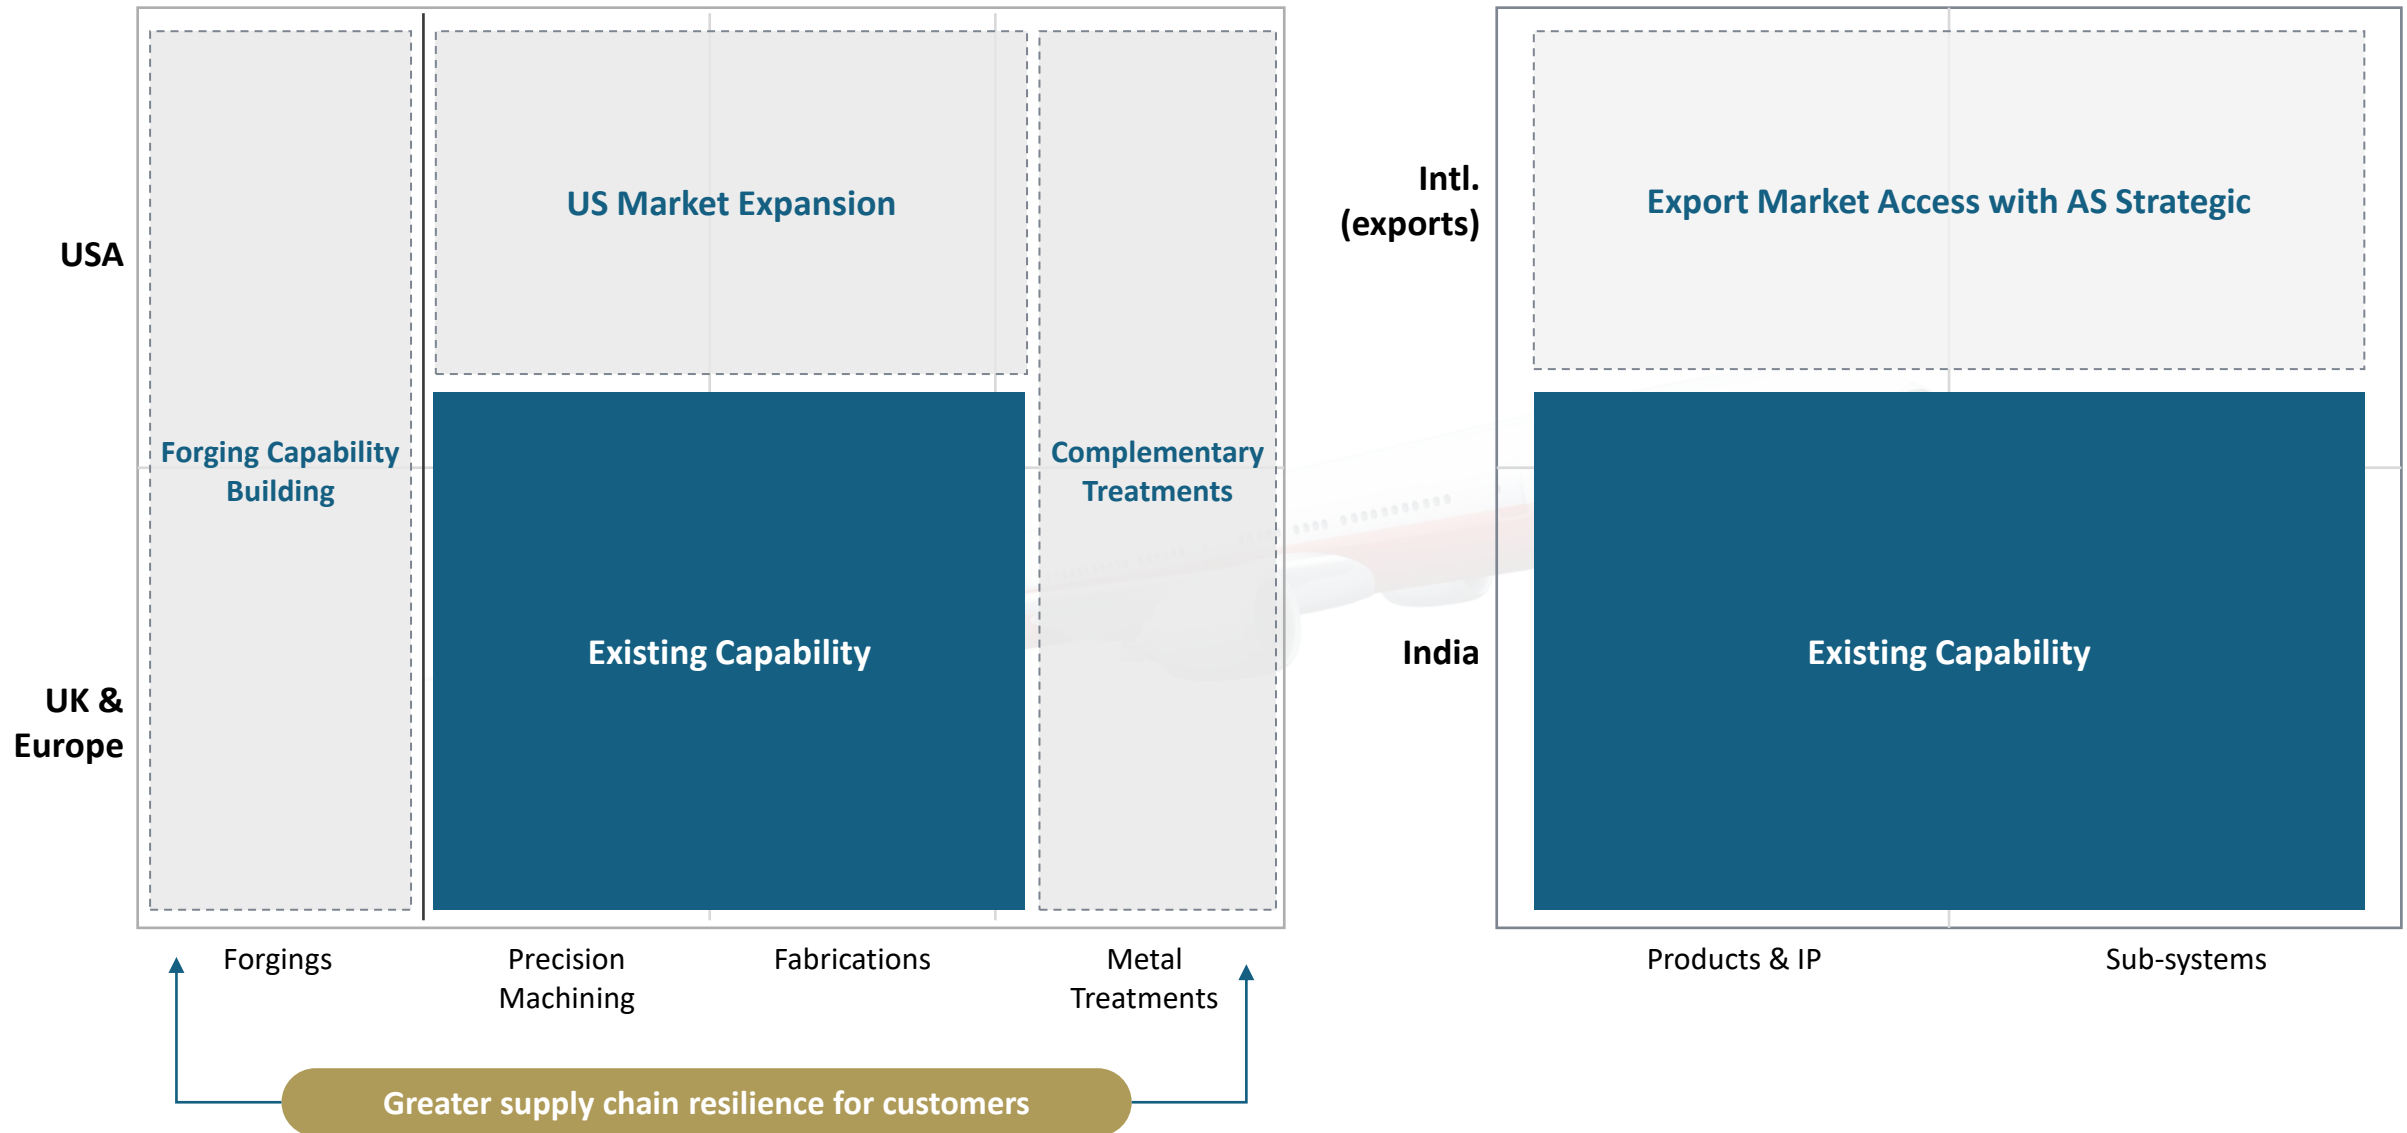 USA
UK &
Europe
Forging Capability
Building
US Market Expansion
Existing Capability
Complementary
Treatments
Forgings
Precision
Machining
Fabrications
Metal
Treatments
Greater supply chain resilience for customers
Intl.
(exports)
India
Export Market Access with AS Strategic
Existing Capability
Products & IP
Sub-systems